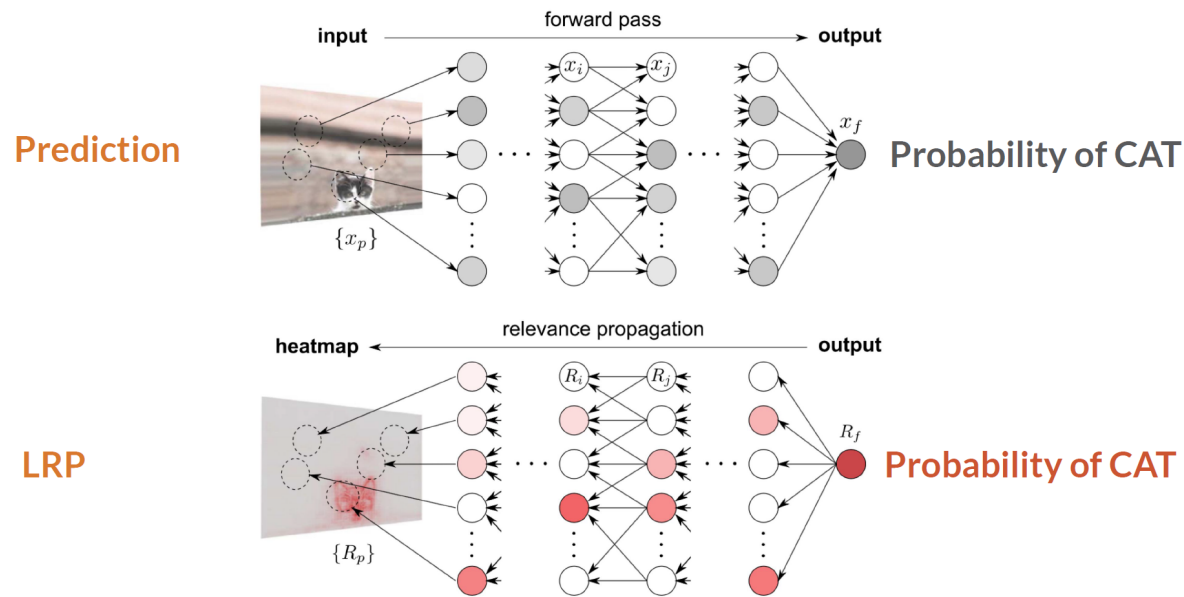 forward pass
input
output
x_i
x_j
x_f
Prediction
. . .
. . .
Probability of CAT
{x_p}
relevance propagation
heatmap
output
R_i
R_j
R_f
LRP
. . .
. . .
Probability of CAT
{R_p}